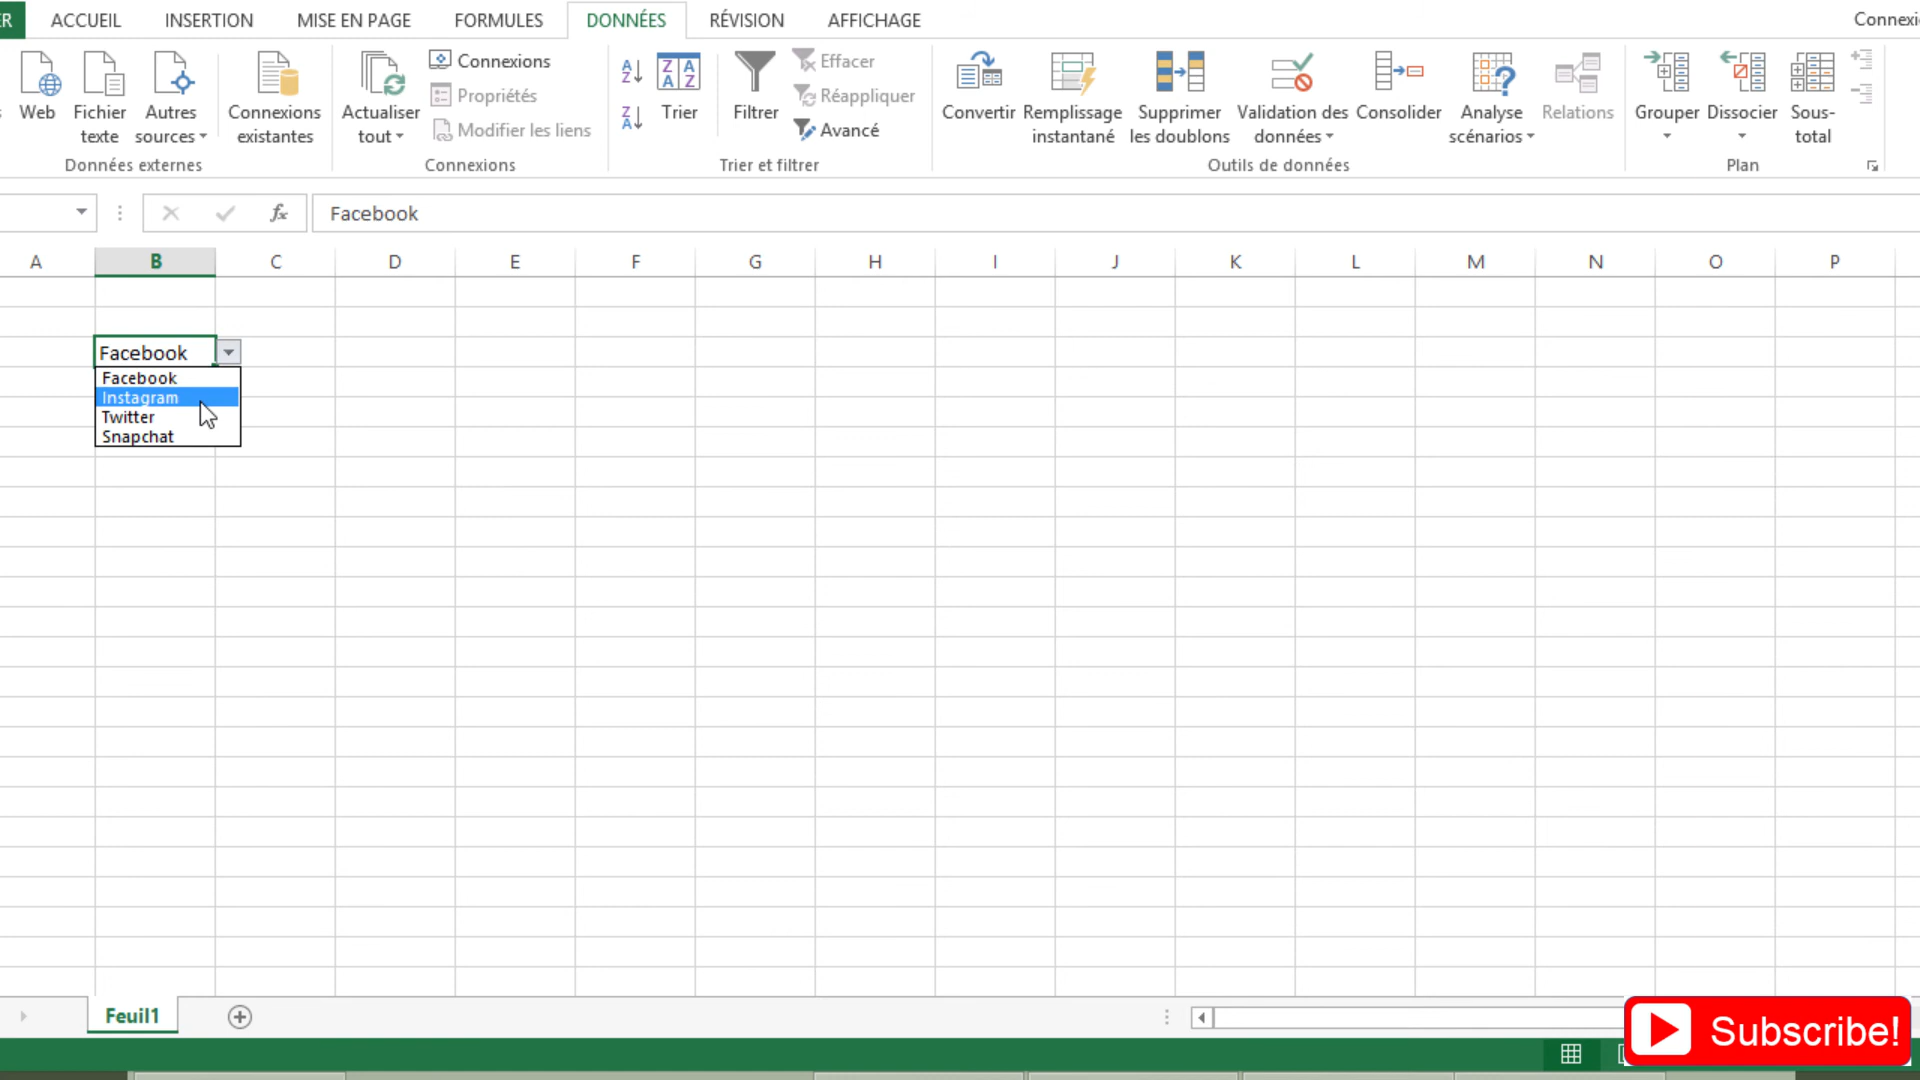 ER ACCUEIL INSERTION MISE EN PAGE FORMULES DONNÉES RÉVISION AFFICHAGE Connexi
Web Fichier texte Autres sources Connexions existantes
Données externes
Actualiser tout Connexions Propriétés Modifier les liens
Connexions
Trier Filtrer Effacer Réappliquer Avancé
Trier et filtrer
Convertir Remplissage instantané Supprimer les doublons Validation des données Consolider Analyse scénarios Relations
Outils de données
Grouper Dissocier Sous-total
Plan
fx Facebook
A B C D E F G H I J K L M N O P
Facebook
Facebook
Instagram
Twitter
Snapchat
Feuil1
Subscribe!